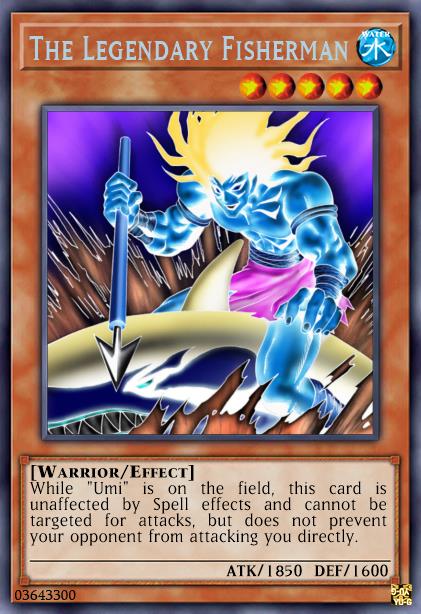 The Legendary Fisherman
WATER
水
[Warrior/Effect]
While "Umi" is on the field, this card is
unaffected by Spell effects and cannot be
targeted for attacks, but does not prevent
your opponent from attacking you directly.
ATK/1850 DEF/1600
03643300